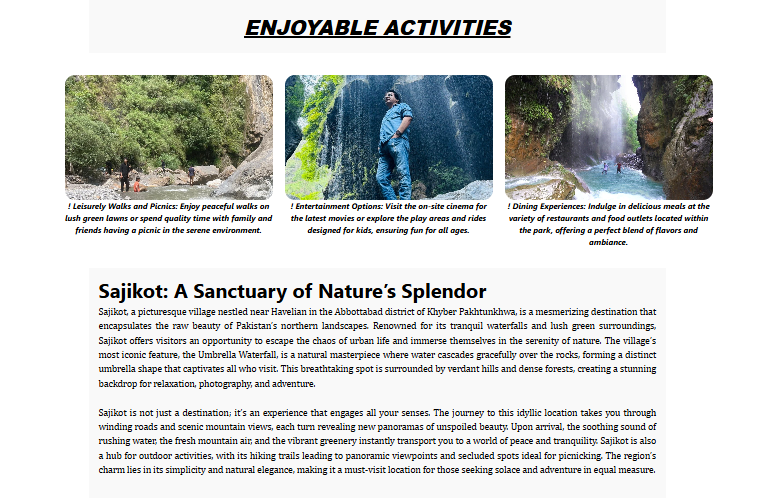 ENJOYABLE ACTIVITIES
! Leisurely Walks and Picnics: Enjoy peaceful walks on
lush green lawns or spend quality time with family and
friends having a picnic in the serene environment.
! Entertainment Options: Visit the on-site cinema for
the latest movies or explore the play areas and rides
designed for kids, ensuring fun for all ages.
! Dining Experiences: Indulge in delicious meals at the
variety of restaurants and food outlets located within
the park, offering a perfect blend of flavors and
ambiance.
Sajikot: A Sanctuary of Nature's Splendor
Sajikot, a picturesque village nestled near Havelian in the Abbottabad district of Khyber Pakhtunkhwa, is a mesmerizing destination that
encapsulates the raw beauty of Pakistan's northern landscapes. Renowned for its tranquil waterfalls and lush green surroundings,
Sajikot offers visitors an opportunity to escape the chaos of urban life and immerse themselves in the serenity of nature. The village's
most iconic feature, the Umbrella Waterfall, is a natural masterpiece where water cascades gracefully over the rocks, forming a distinct
umbrella shape that captivates all who visit. This breathtaking spot is surrounded by verdant hills and dense forests, creating a stunning
backdrop for relaxation, photography, and adventure.
Sajikot is not just a destination; it's an experience that engages all your senses. The journey to this idyllic location takes you through
winding roads and scenic mountain views, each turn revealing new panoramas of unspoiled beauty. Upon arrival, the soothing sound of
rushing water, the fresh mountain air, and the vibrant greenery instantly transport you to a world of peace and tranquility. Sajikot is also
a hub for outdoor activities, with its hiking trails leading to panoramic viewpoints and secluded spots ideal for picnicking. The region's
charm lies in its simplicity and natural elegance, making it a must-visit location for those seeking solace and adventure in equal measure.